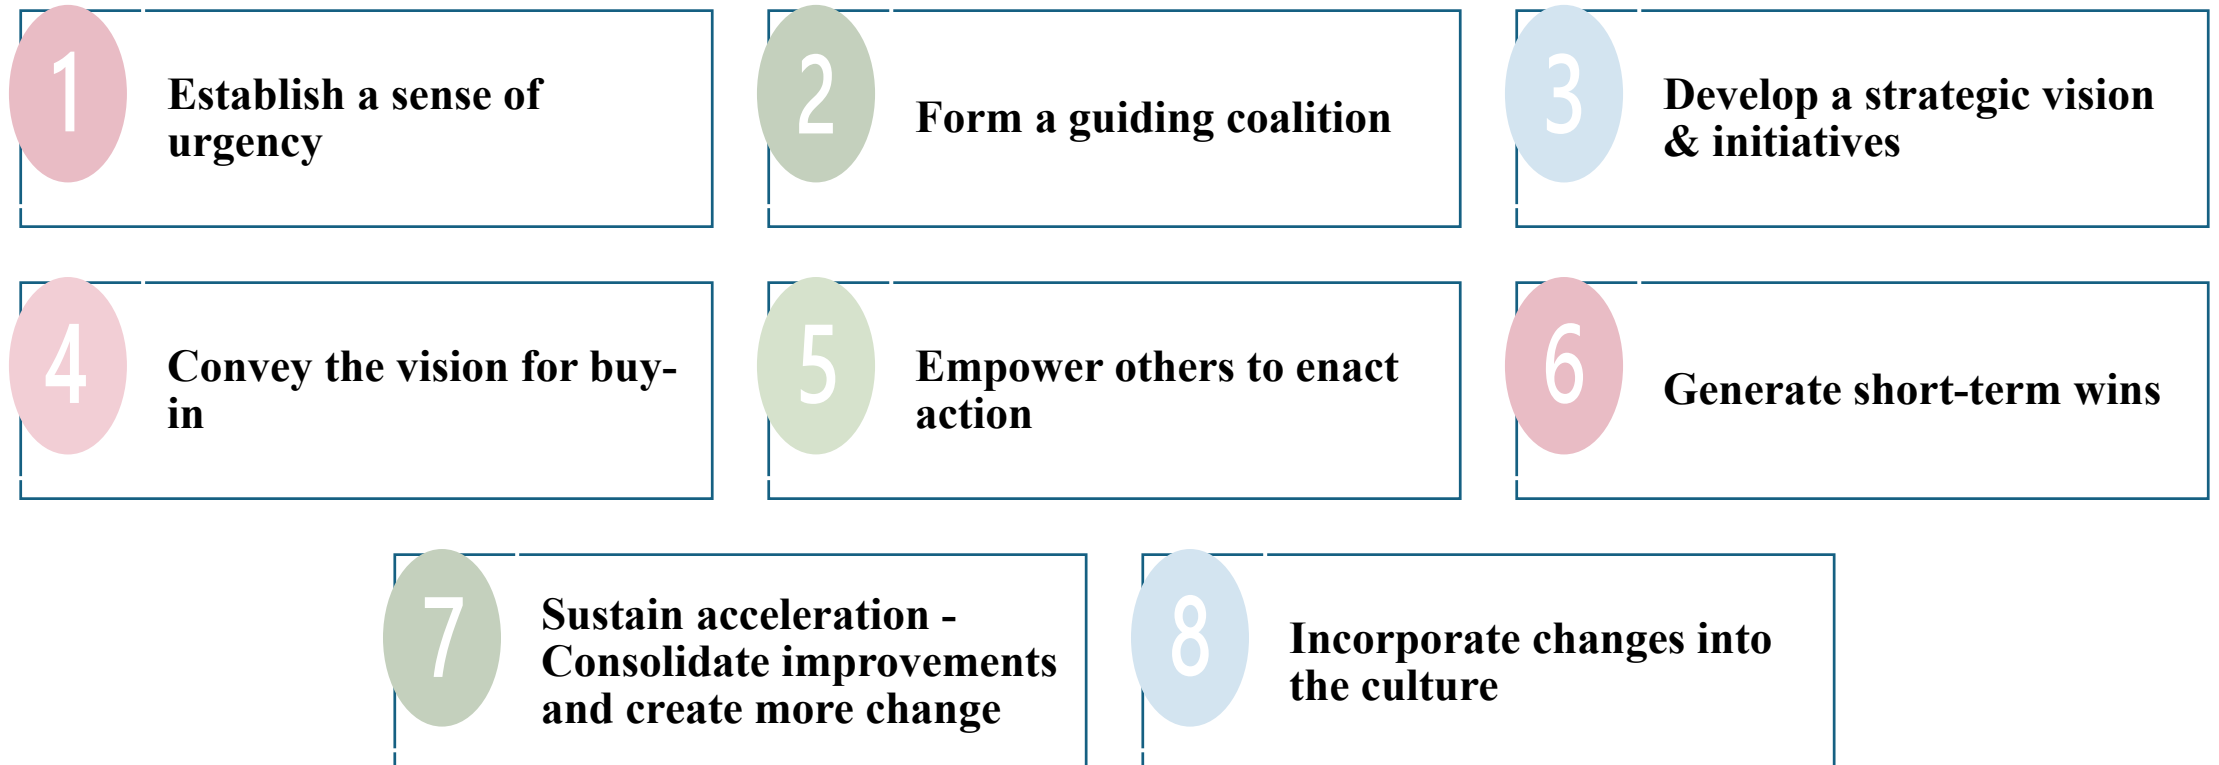 1
Establish a sense of
urgency
2
Form a guiding coalition
3
Develop a strategic vision
& initiatives
4
Convey the vision for buy-
in
5
Empower others to enact
action
6
Generate short-term wins
7
Sustain acceleration -
Consolidate improvements
and create more change
8
Incorporate changes into
the culture